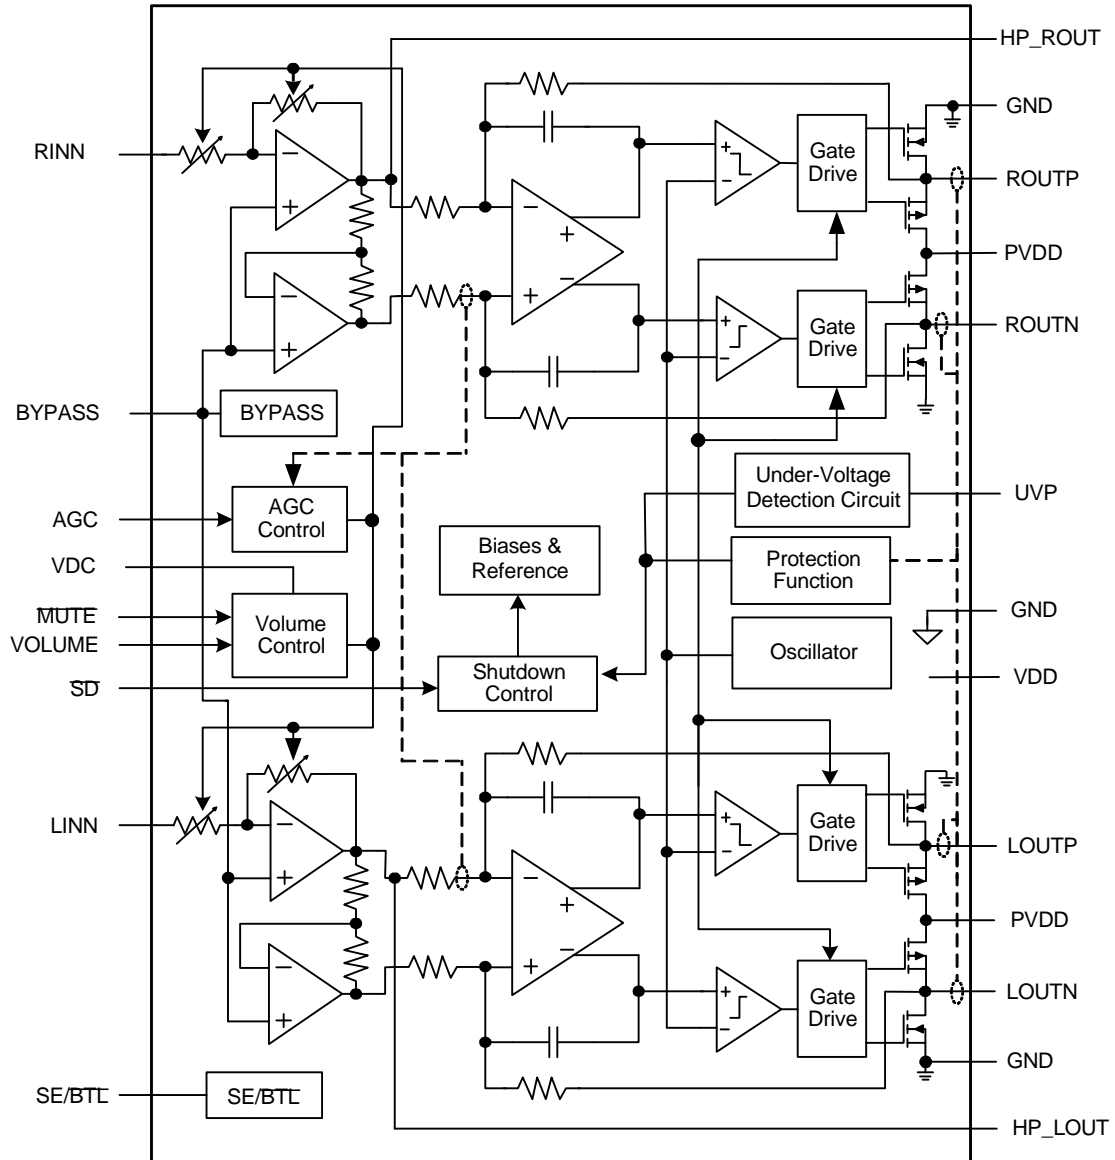 HP_ROUT
GND
RINN
Gate
Drive
ROUTP
PVDD
Gate
Drive
ROUTN
BYPASS
BYPASS
Under-Voltage
Detection Circuit
UVP
AGC
AGC
Control
Biases &
Reference
Protection
Function
VDC
MUTE
VOLUME
Volume
Control
GND
Oscillator
SD
Shutdown
Control
VDD
LINN
Gate
Drive
LOUTP
PVDD
Gate
Drive
LOUTN
GND
SE/BTL
SE/BTL
HP_LOUT